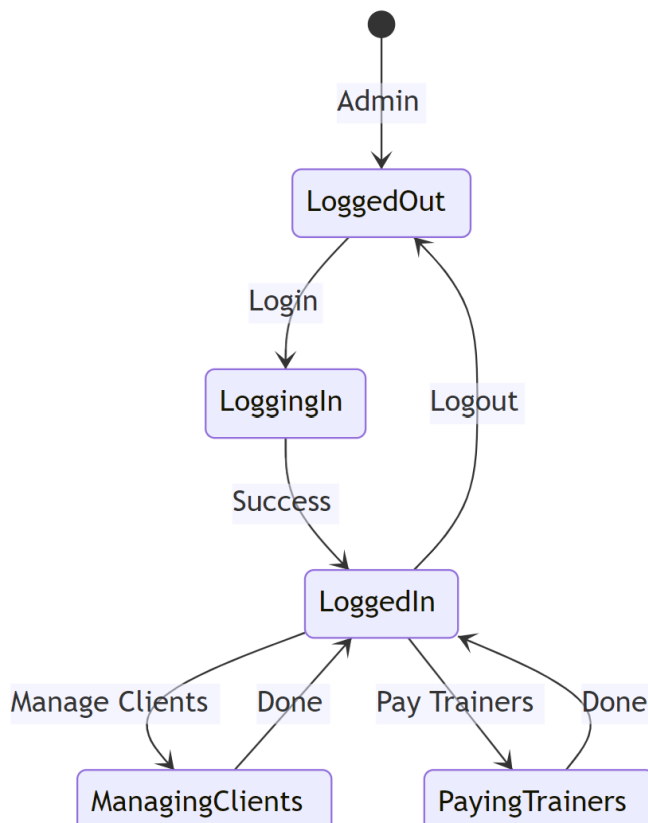 Admin
LoggedOut
Login
LoggingIn
Logout
Success
LoggedIn
Manage Clients
Done
Pay Trainers
Done
ManagingClients
PayingTrainers